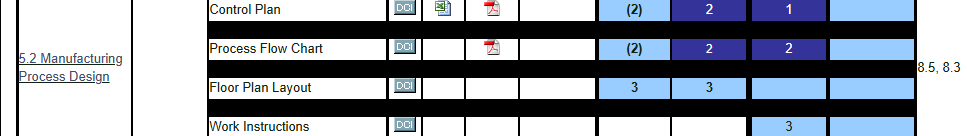 Control Plan DCI (2) 2 1
Process Flow Chart DCI (2) 2 2
5.2 Manufacturing
Process Design
8.5, 8.3
Floor Plan Layout DCI 3 3
Work Instructions DCI 3